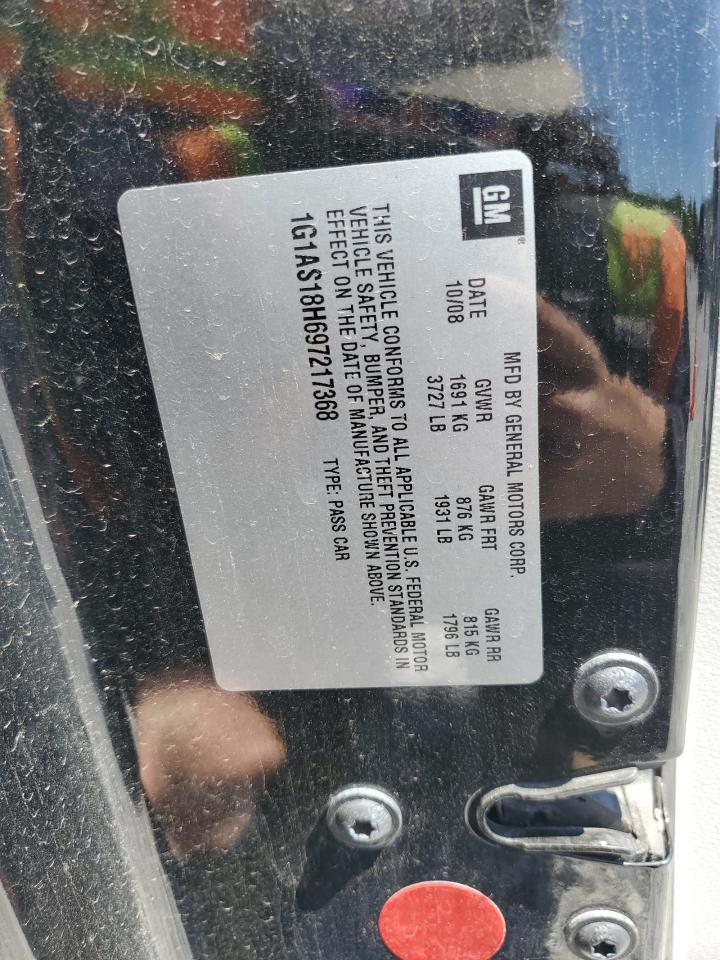 GM
MFD BY GENERAL MOTORS CORP.
DATE GVWR GAWR FRT GAWR RR
10/08 1691 KG 876 KG 815 KG
3727 LB 1931 LB 1796 LB
THIS VEHICLE CONFORMS TO ALL APPLICABLE U.S. FEDERAL MOTOR
VEHICLE SAFETY, BUMPER, AND THEFT PREVENTION STANDARDS IN
EFFECT ON THE DATE OF MANUFACTURE SHOWN ABOVE.
1G1AS18H697217368 TYPE: PASS CAR